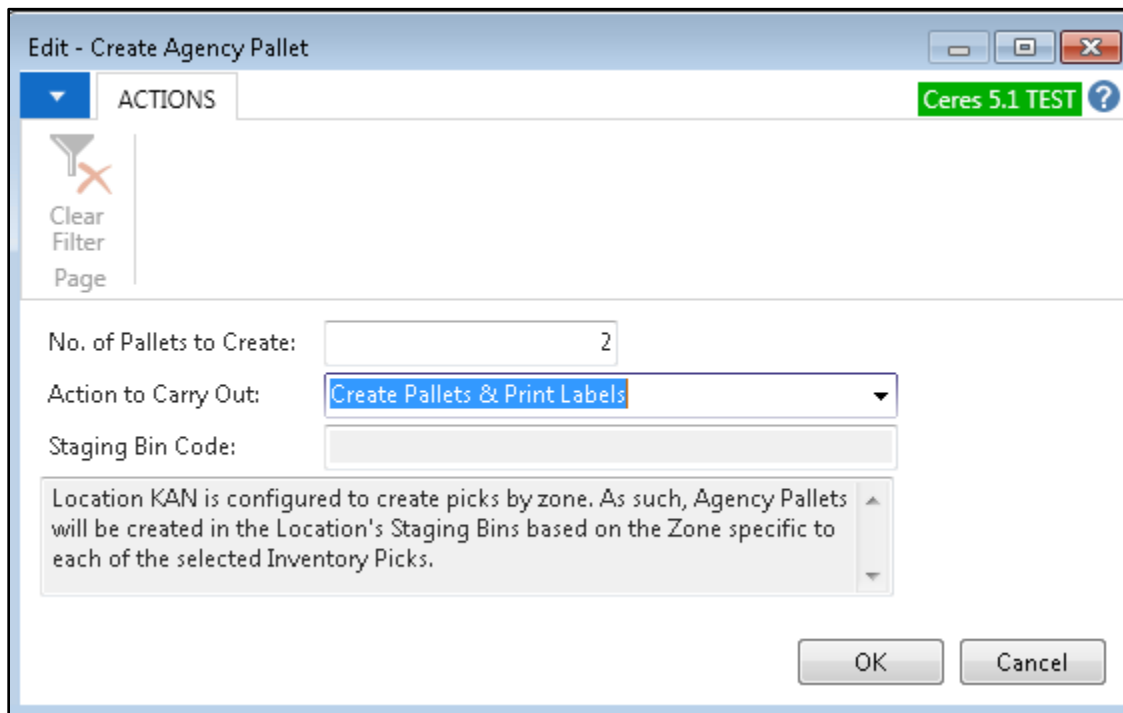 Edit - Create Agency Pallet
ACTIONS
Ceres 5.1 TEST
?
Clear
Filter
Page
No. of Pallets to Create:
2
Action to Carry Out:
Create Pallets & Print Labels
Staging Bin Code:
Location KAN is configured to create picks by zone. As such, Agency Pallets
will be created in the Location's Staging Bins based on the Zone specific to
each of the selected Inventory Picks.
OK
Cancel